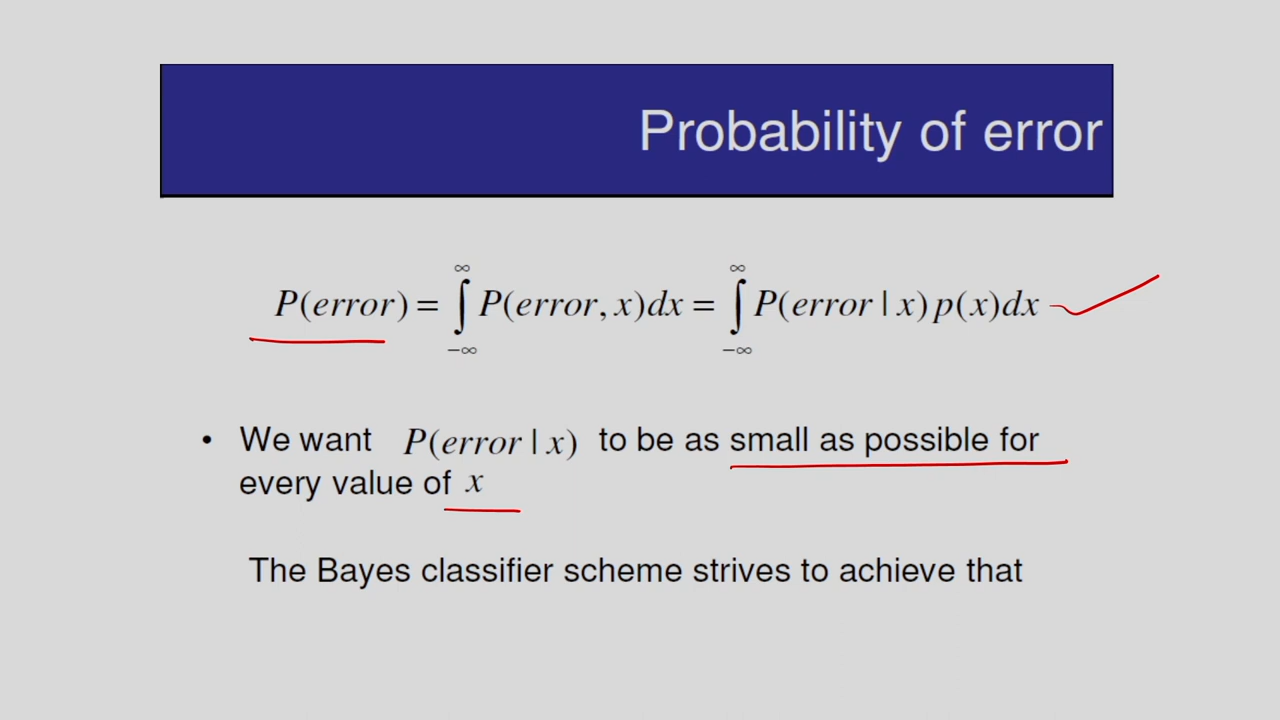 Probability of error
P(error) = ∫_{-∞}^{∞} P(error, x)dx = ∫_{-∞}^{∞} P(error | x) p(x)dx
• We want P(error | x) to be as small as possible for
every value of x
The Bayes classifier scheme strives to achieve that